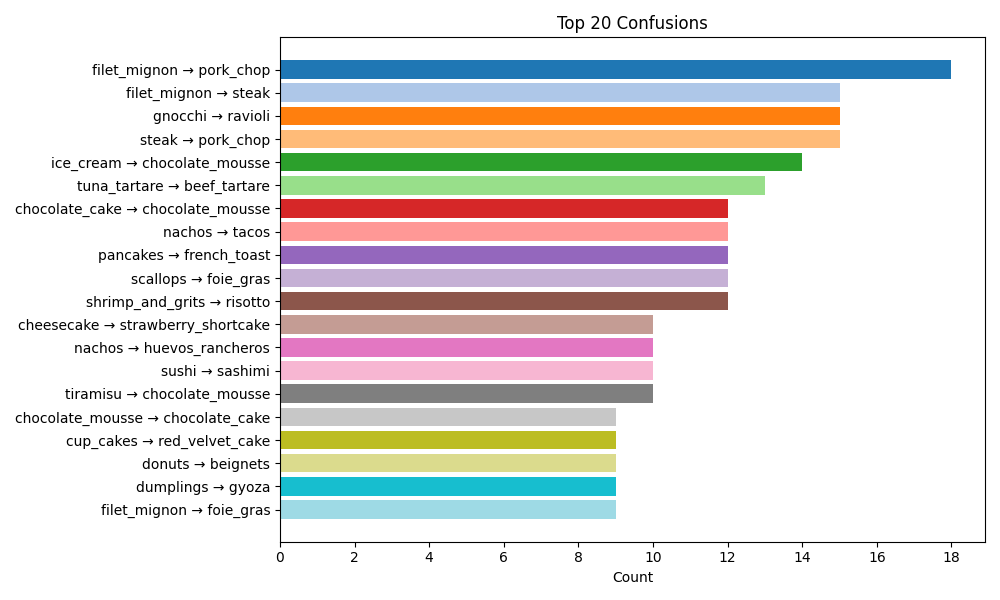 Top 20 Confusions
filet_mignon → pork_chop
filet_mignon → steak
gnocchi → ravioli
steak → pork_chop
ice_cream → chocolate_mousse
tuna_tartare → beef_tartare
chocolate_cake → chocolate_mousse
nachos → tacos
pancakes → french_toast
scallops → foie_gras
shrimp_and_grits → risotto
cheesecake → strawberry_shortcake
nachos → huevos_rancheros
sushi → sashimi
tiramisu → chocolate_mousse
chocolate_mousse → chocolate_cake
cup_cakes → red_velvet_cake
donuts → beignets
dumplings → gyoza
filet_mignon → foie_gras
0 2 4 6 8 10 12 14 16 18
Count